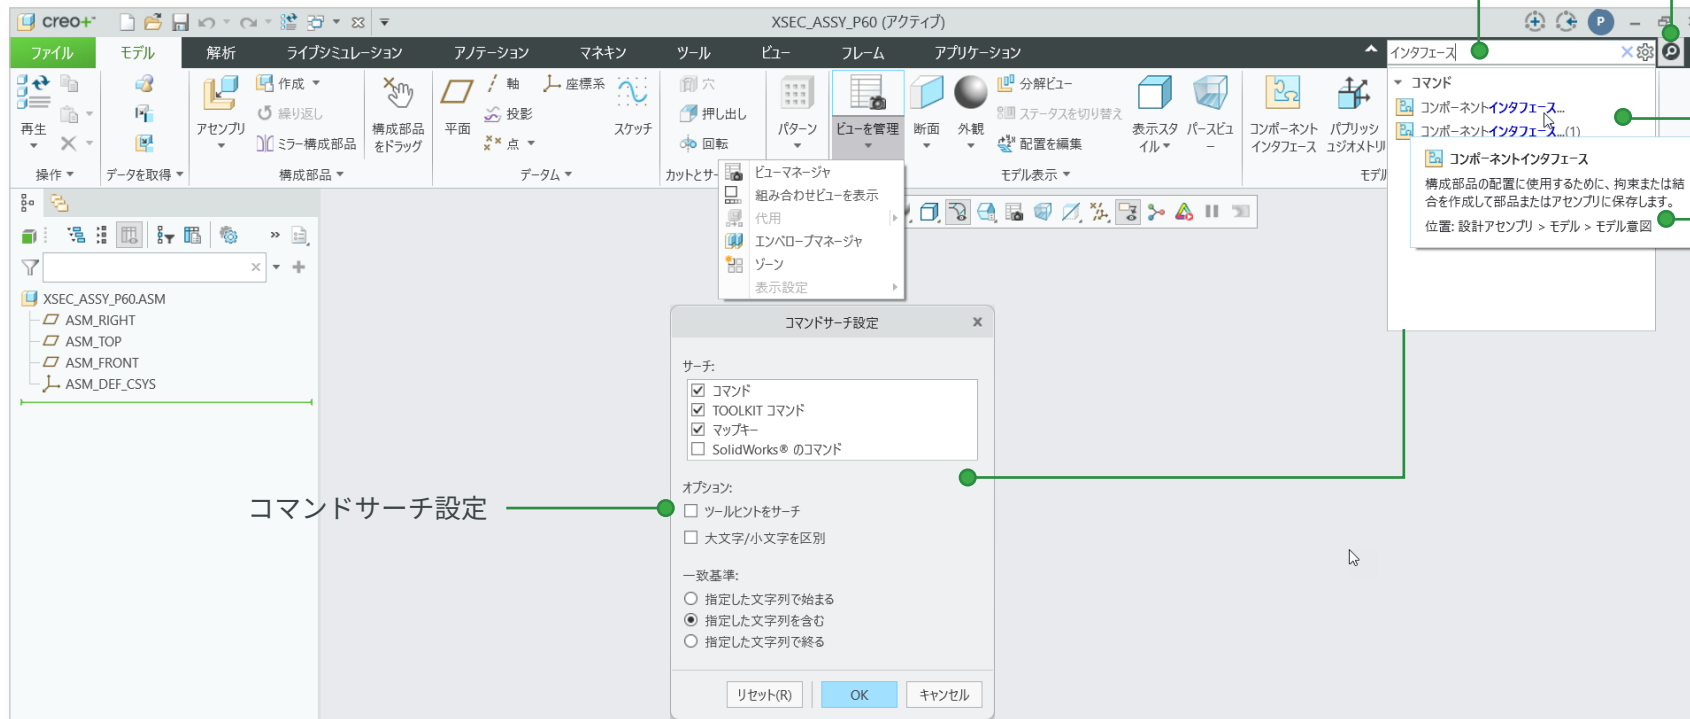 creo+
XSEC_ASSY_P60 (アクティブ)
P
ファイル
モデル
解析
ライブシミュレーション
アノテーション
マネキン
ツール
ビュー
フレーム
アプリケーション
インタフェース
再生
操作
データを取得
アセンブリ
作成
繰り返し
ミラー構成部品
構成部品
をドラッグ
構成部品
平面
軸
投影
点
座標系
スケッチ
データム
穴
押し出し
回転
カットとサー
パターン
ビューを管理
断面
外観
分解ビュー
ステータスを切り替え
配置を編集
表示スタ
イル
パースビュ
ー
モデル表示
コンポーネント
インタフェース
パブリッシ
ュジオメトリ
モデル
コマンド
コンポーネントインタフェース...
コンポーネントインタフェース...(1)
コンポーネントインタフェース
構成部品の配置に使用するために、拘束または結
合を作成して部品またはアセンブリに保存します。
位置: 設計アセンブリ > モデル > モデル意図
ビューマネージャ
組み合わせビューを表示
代用
エンベロープマネージャ
ゾーン
表示設定
XSEC_ASSY_P60.ASM
ASM_RIGHT
ASM_TOP
ASM_FRONT
ASM_DEF_CSYS
コマンドサーチ設定
コマンドサーチ設定
サーチ:
コマンド
TOOLKIT コマンド
マップキー
SolidWorks® のコマンド
オプション:
ツールヒントをサーチ
大文字/小文字を区別
一致基準:
指定した文字列で始まる
指定した文字列を含む
指定した文字列で終る
リセット(R)
OK
キャンセル